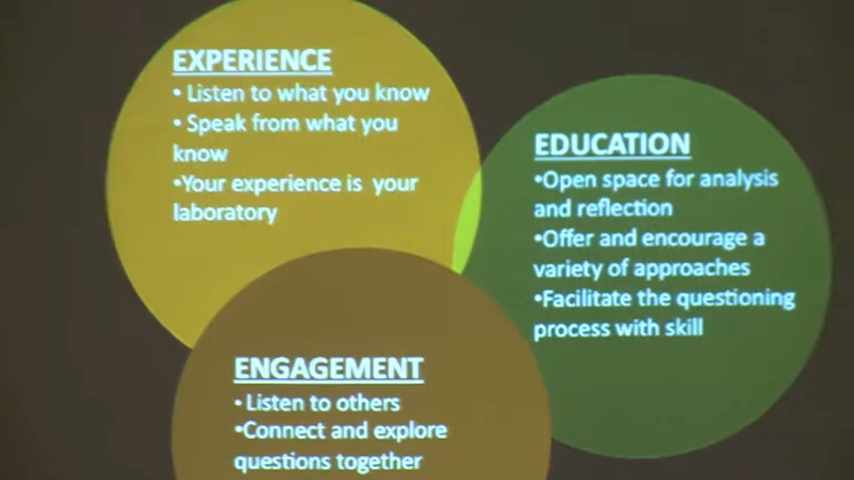 EXPERIENCE
• Listen to what you know
• Speak from what you
know
•Your experience is your
laboratory
EDUCATION
•Open space for analysis
and reflection
•Offer and encourage a
variety of approaches
•Facilitate the questioning
process with skill
ENGAGEMENT
• Listen to others
•Connect and explore
questions together